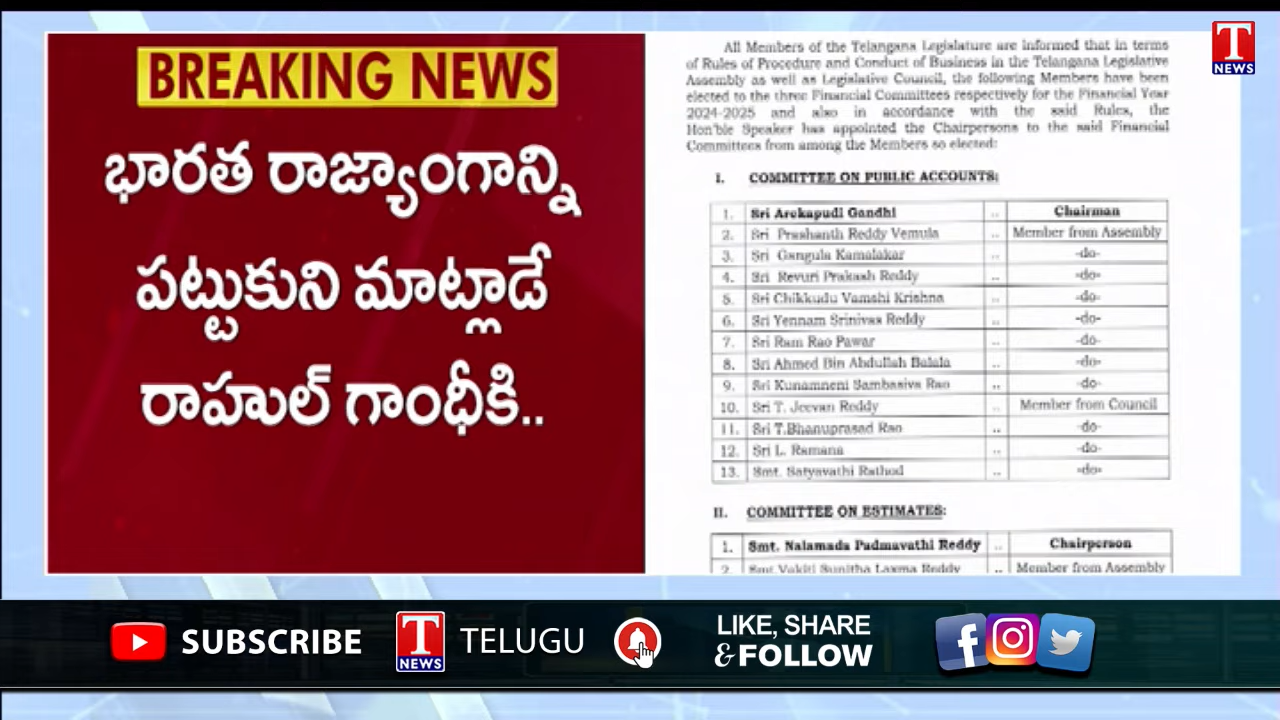 BREAKING NEWS
భారత రాజ్యాంగాన్ని
పట్టుకుని మాట్లాడే
రాహుల్ గాంధీకి..
T
NEWS
All Members of the Telangana Legislature are informed that in terms
of Rules of Procedure and Conduct of Business in the Telangana Legislative
Assembly as well as Legislative Council, the following Members have been
elected to the three Financial Committees respectively for the Financial Year
2024-2025 and also in accordance with the said Rules, the
Hon'ble Speaker has appointed the Chairpersons to the said Financial
Committees from among the Members so elected:
I. COMMITTEE ON PUBLIC ACCOUNTS:
1. Sri Arekapudi Gandhi .. Chairman
2. Sri Prashanth Reddy Vemula .. Member from Assembly
3. Sri Gangula Kamalakar .. -do-
4. Sri Revuri Prakash Reddy .. -do-
5. Sri Chikkudu Vamshi Krishna .. -do-
6. Sri Yennam Srinivas Reddy .. -do-
7. Sri Ram Rao Pawar .. -do-
8. Sri Ahmed Bin Abdullah Balala .. -do-
9. Sri Kunamneni Sambasiva Rao .. -do-
10. Sri T. Jeevan Reddy .. Member from Council
11. Sri T.Bhanuprasad Rao .. -do-
12. Sri L. Ramana .. -do-
13. Smt. Satyavathi Rathod .. -do-
II. COMMITTEE ON ESTIMATES:
1. Smt. Nalamada Padmavathi Reddy .. Chairperson
2. Smt.Vakiti Sunitha Laxma Reddy .. Member from Assembly
SUBSCRIBE T NEWS TELUGU LIKE, SHARE
& FOLLOW